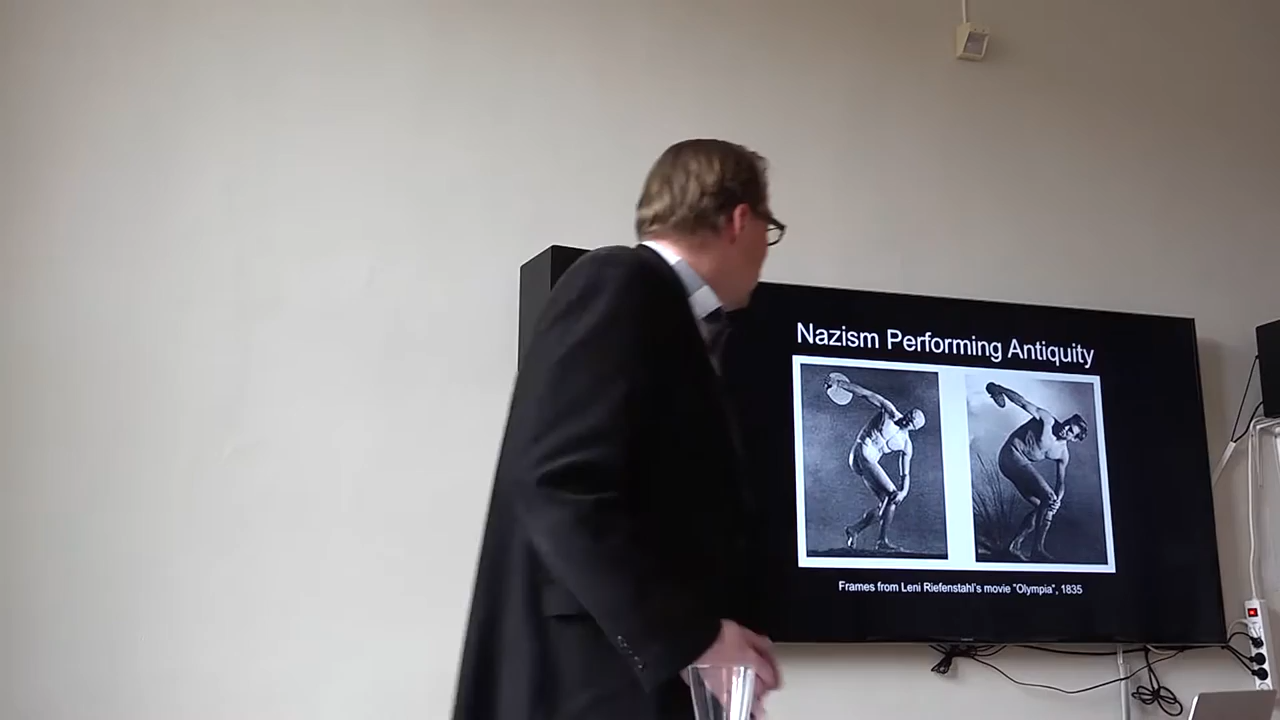 Nazism Performing Antiquity
Frames from Leni Riefenstahl's movie "Olympia", 1835